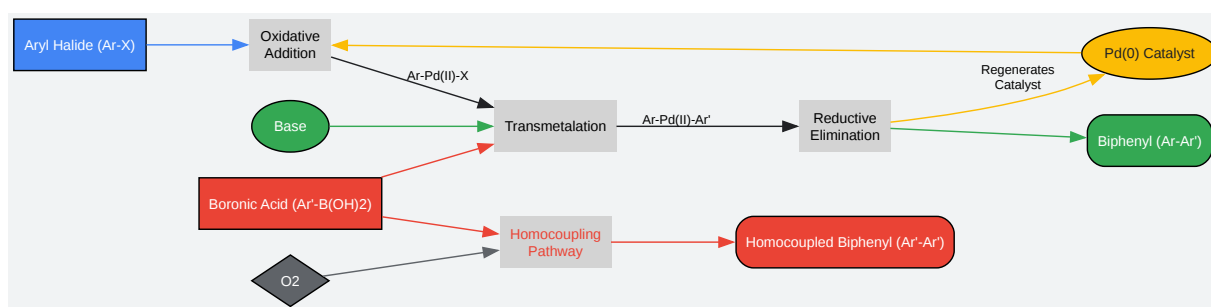 Aryl Halide (Ar-X)
Oxidative
Addition
Pd(0) Catalyst
Ar-Pd(II)-X
Regenerates
Catalyst
Base
Transmetalation
Ar-Pd(II)-Ar'
Reductive
Elimination
Biphenyl (Ar-Ar')
Boronic Acid (Ar'-B(OH)2)
Homocoupling
Pathway
Homocoupled Biphenyl (Ar'-Ar')
O2